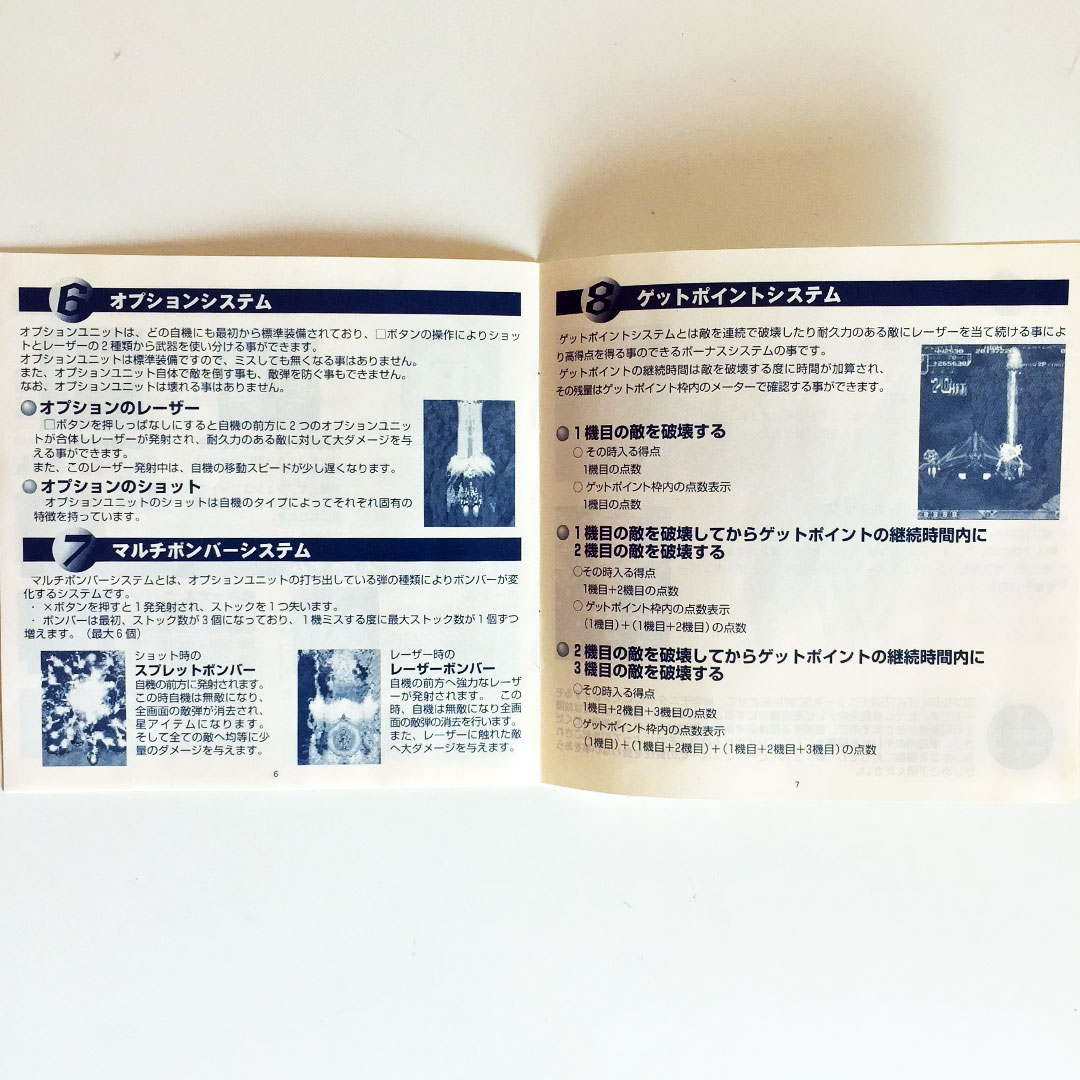 6 オプションシステム
オプションユニットは、どの自機にも最初から標準装備されており、□ボタンの操作によりショッ
トとレーザーの2種類から武器を使い分ける事ができます。
オプションユニットは標準装備ですので、ミスしても無くなる事はありません。
また、オプションユニット自体で敵を倒す事も、敵弾を防ぐ事もできません。
なお、オプションユニットは壊れる事はありません。
オプションのレーザー
□ボタンを押しっぱなしにすると自機の前方に2つのオプションユニッ
トが合体しレーザーが発射され、耐久力のある敵に対して大ダメージを与
える事ができます。
また、このレーザー発射中は、自機の移動スピードが少し遅くなります。
オプションのショット
オプションユニットのショットは自機のタイプによってそれぞれ固有の
特徴を持っています。
7 マルチボンバーシステム
マルチボンバーシステムとは、オプションユニットの打ち出している弾の種類によりボンバーが変
化するシステムです。
・ ×ボタンを押すと1発発射され、ストックを1つ失います。
・ ボンバーは最初、ストック数が3個になっており、1機ミスする度に最大ストック数が1個ずつ
増えます。(最大6個)
ショット時の
スプレットボンバー
自機の前方に発射されます。
この時自機は無敵になり、
全画面の敵弾が消去され、
星アイテムになります。
そして全ての敵へ均等に少
量のダメージを与えます。
レーザー時の
レーザーボンバー
自機の前方へ強力なレーザ
ーが発射されます。 この
時、自機は無敵になり全画
面の敵弾の消去を行います。
また、レーザーに触れた敵
へ大ダメージを与えます。
6
8 ゲットポイントシステム
ゲットポイントシステムとは敵を連続で破壊したり耐久力のある敵にレーザーを当て続ける事によ
り高得点を得る事のできるボーナスシステムの事です。
ゲットポイントの継続時間は敵を破壊する度に時間が加算され、
その残量はゲットポイント枠内のメーターで確認する事ができます。
1機目の敵を破壊する
○ その時入る得点
1機目の点数
○ ゲットポイント枠内の点数表示
1機目の点数
1機目の敵を破壊してからゲットポイントの継続時間内に
2機目の敵を破壊する
○その時入る得点
1機目+2機目の点数
○ ゲットポイント枠内の点数表示
(1機目)+(1機目+2機目)の点数
2機目の敵を破壊してからゲットポイントの継続時間内に
3機目の敵を破壊する
○その時入る得点
1機目+2機目+3機目の点数
○ゲットポイント枠内の点数表示
(1機目)+(1機目+2機目)+(1機目+2機目+3機目)の点数
7